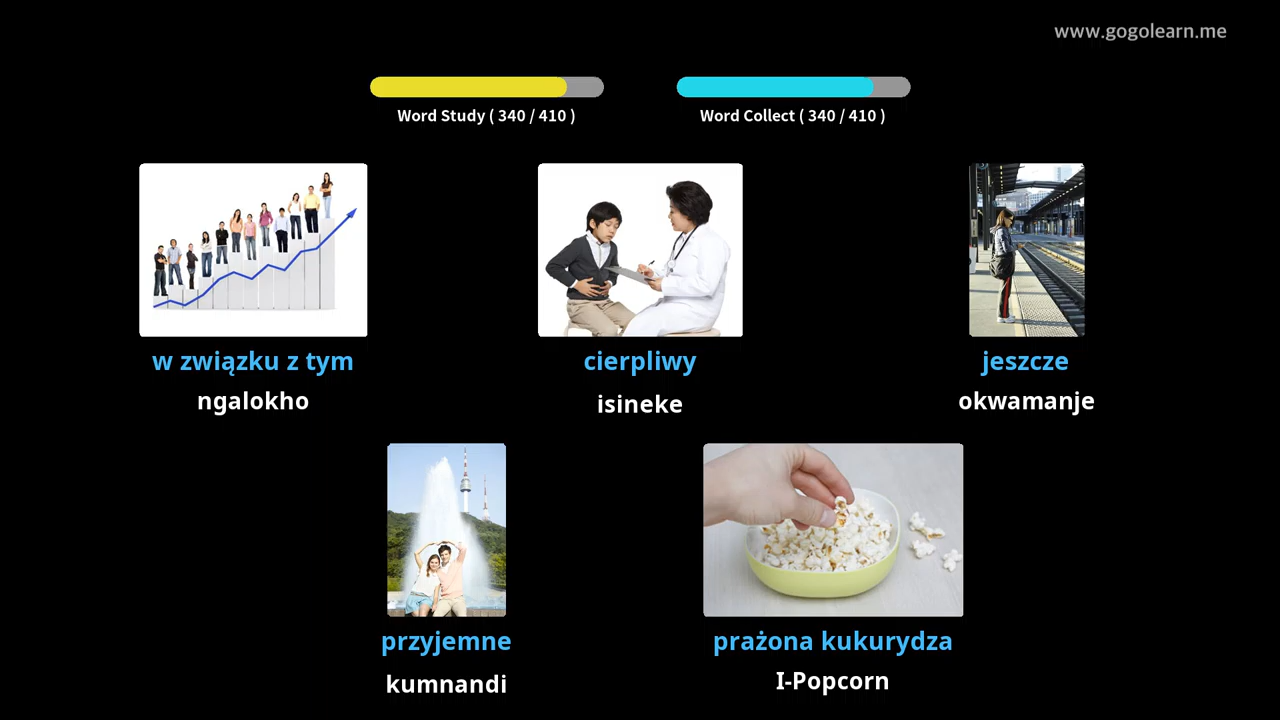 www.gogolearn.me
Word Study ( 340 / 410 )
Word Collect ( 340 / 410 )
w związku z tym
ngalokho
cierpliwy
isineke
jeszcze
okwamanje
przyjemne
kumnandi
prażona kukurydza
I-Popcorn